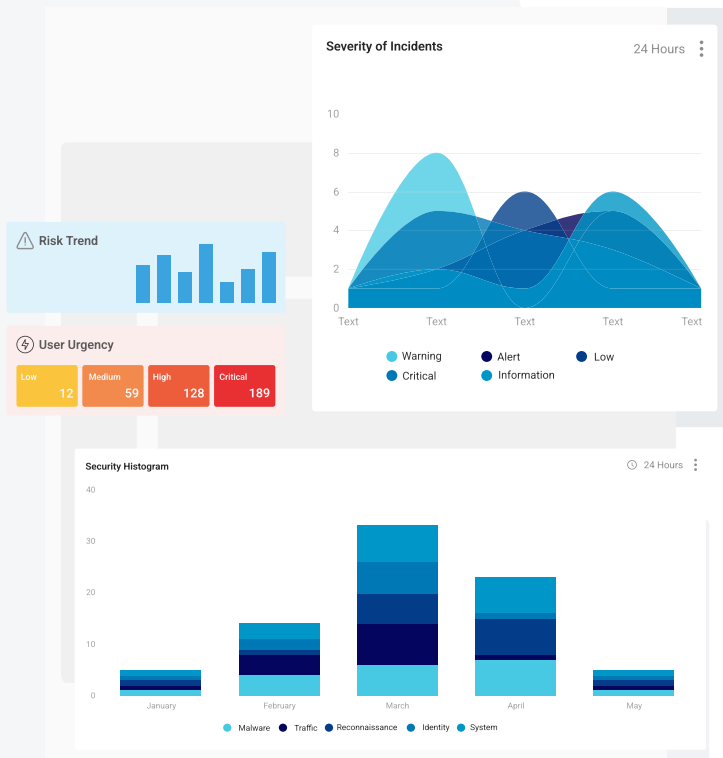 Severity of Incidents
24 Hours
10
8
6
4
2
0
Text Text Text Text Text
Warning Alert Low
Critical Information
Risk Trend
User Urgency
Low Medium High Critical
12 59 128 189
Security Histogram
24 Hours
40
30
20
10
0
January February March April May
Malware Traffic Reconnaissance Identity System